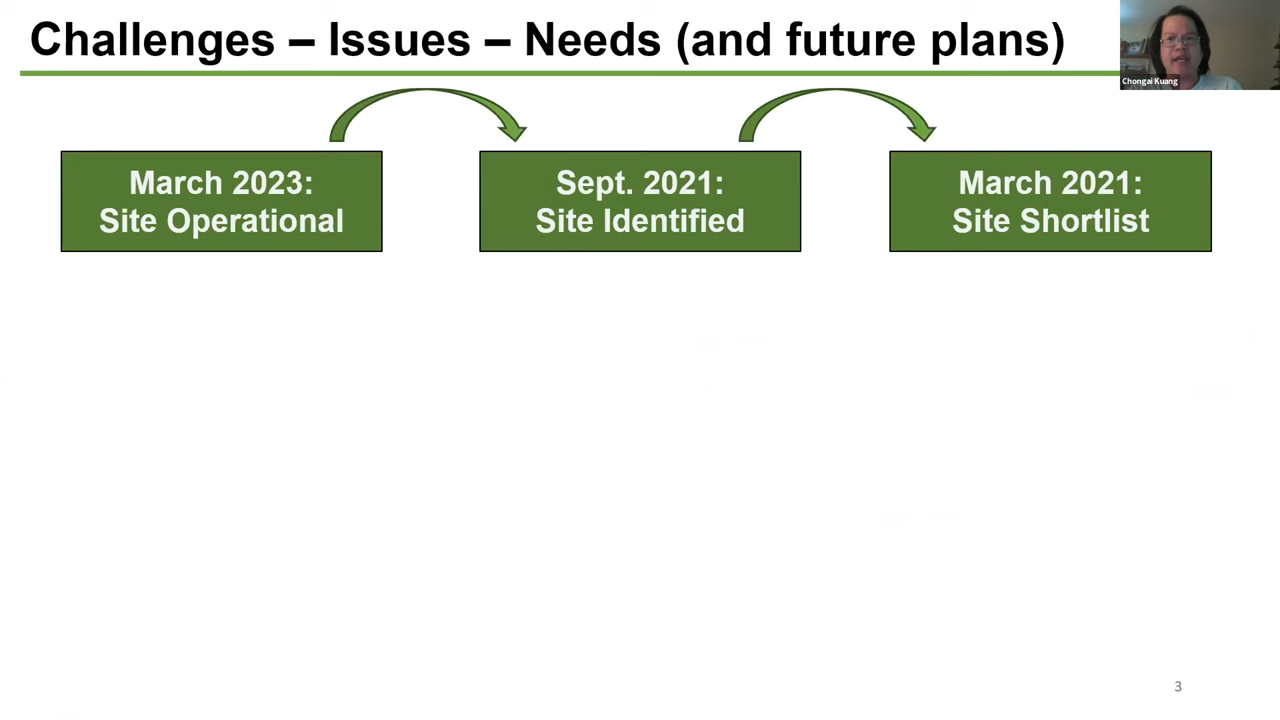 Challenges – Issues – Needs (and future plans)
Chongai Kuang
March 2023:
Site Operational
Sept. 2021:
Site Identified
March 2021:
Site Shortlist
3